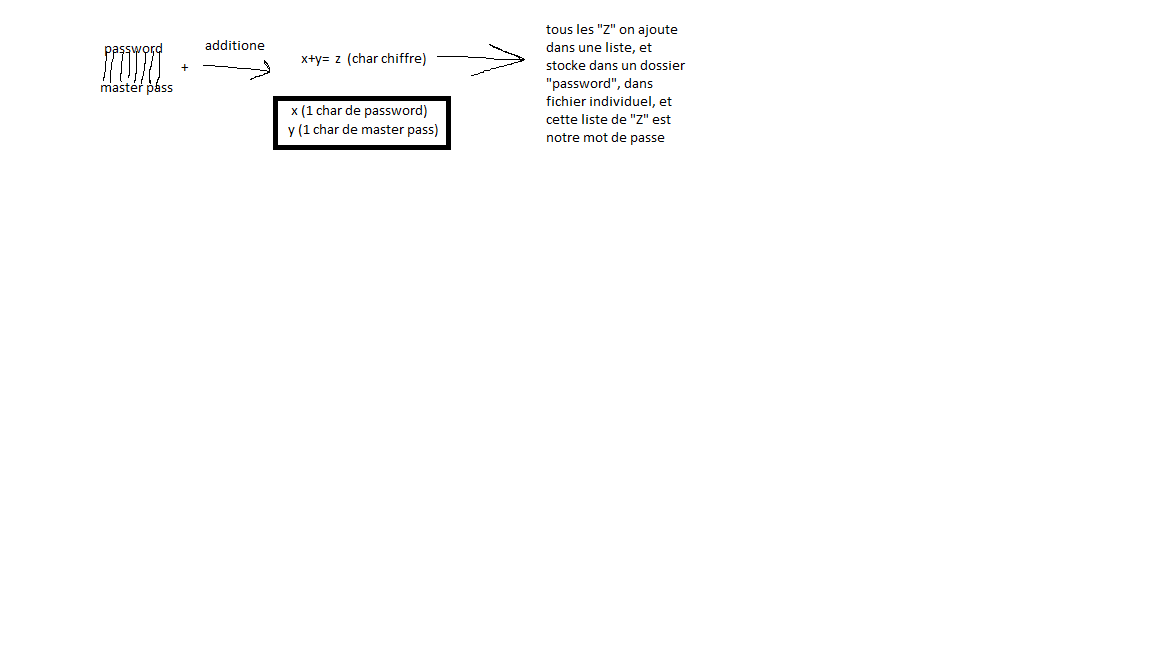 password
+
master pass
additione
x+y= z (char chiffre)
x (1 char de password)
y (1 char de master pass)
tous les "Z" on ajoute
dans une liste, et
stocke dans un dossier
"password", dans
fichier individuel, et
cette liste de "Z" est
notre mot de passe